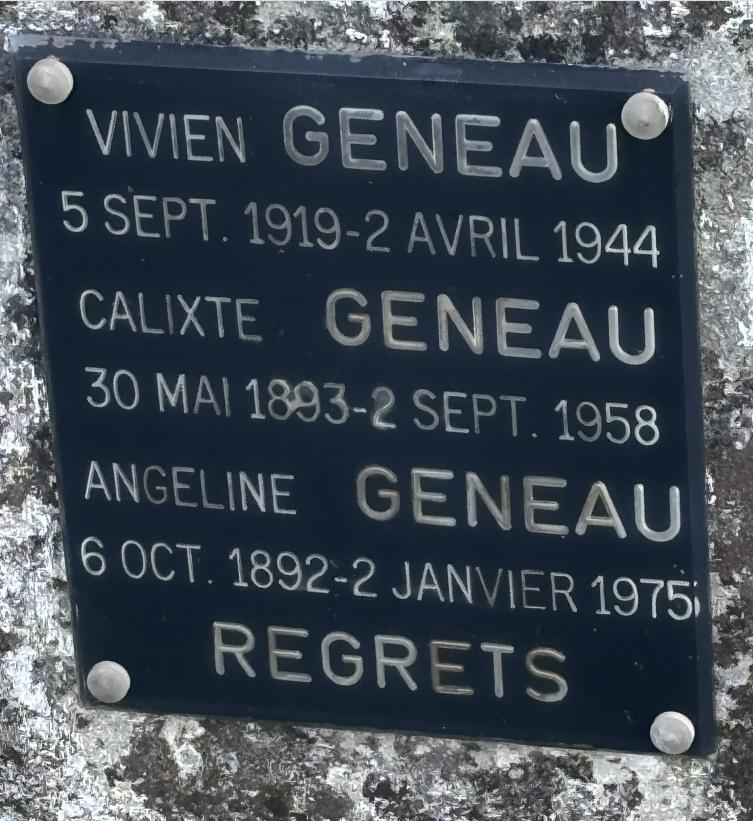 VIVIEN GENEAU
5 SEPT. 1919-2 AVRIL 1944
CALIXTE GENEAU
30 MAI 1893-2 SEPT. 1958
ANGELINE GENEAU
6 OCT. 1892-2 JANVIER 1975
REGRETS